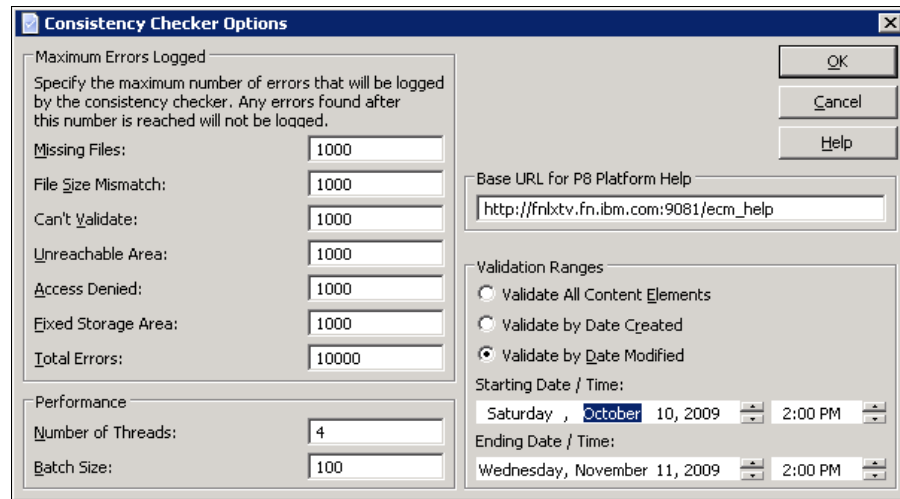 Consistency Checker Options
Maximum Errors Logged
Specify the maximum number of errors that will be logged
by the consistency checker. Any errors found after
this number is reached will not be logged.
Missing Files: 1000
File Size Mismatch: 1000
Can't Validate: 1000
Unreachable Area: 1000
Access Denied: 1000
Fixed Storage Area: 1000
Total Errors: 10000
Performance
Number of Threads: 4
Batch Size: 100
OK
Cancel
Help
Base URL for P8 Platform Help
http://fnlxtv.fn.ibm.com:9081/ecm_help
Validation Ranges
Validate All Content Elements
Validate by Date Created
Validate by Date Modified
Starting Date / Time:
Saturday , October 10, 2009 2:00 PM
Ending Date / Time:
Wednesday, November 11, 2009 2:00 PM